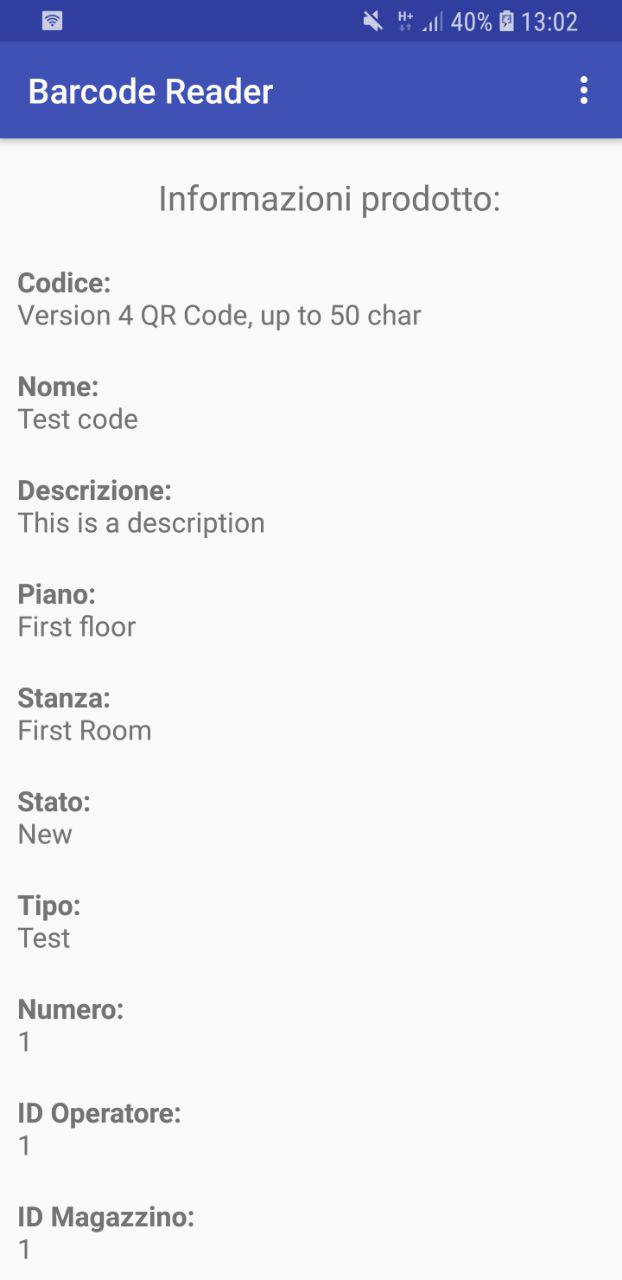 H+ 40% 13:02
Barcode Reader
Informazioni prodotto:
Codice:
Version 4 QR Code, up to 50 char
Nome:
Test code
Descrizione:
This is a description
Piano:
First floor
Stanza:
First Room
Stato:
New
Tipo:
Test
Numero:
1
ID Operatore:
1
ID Magazzino:
1